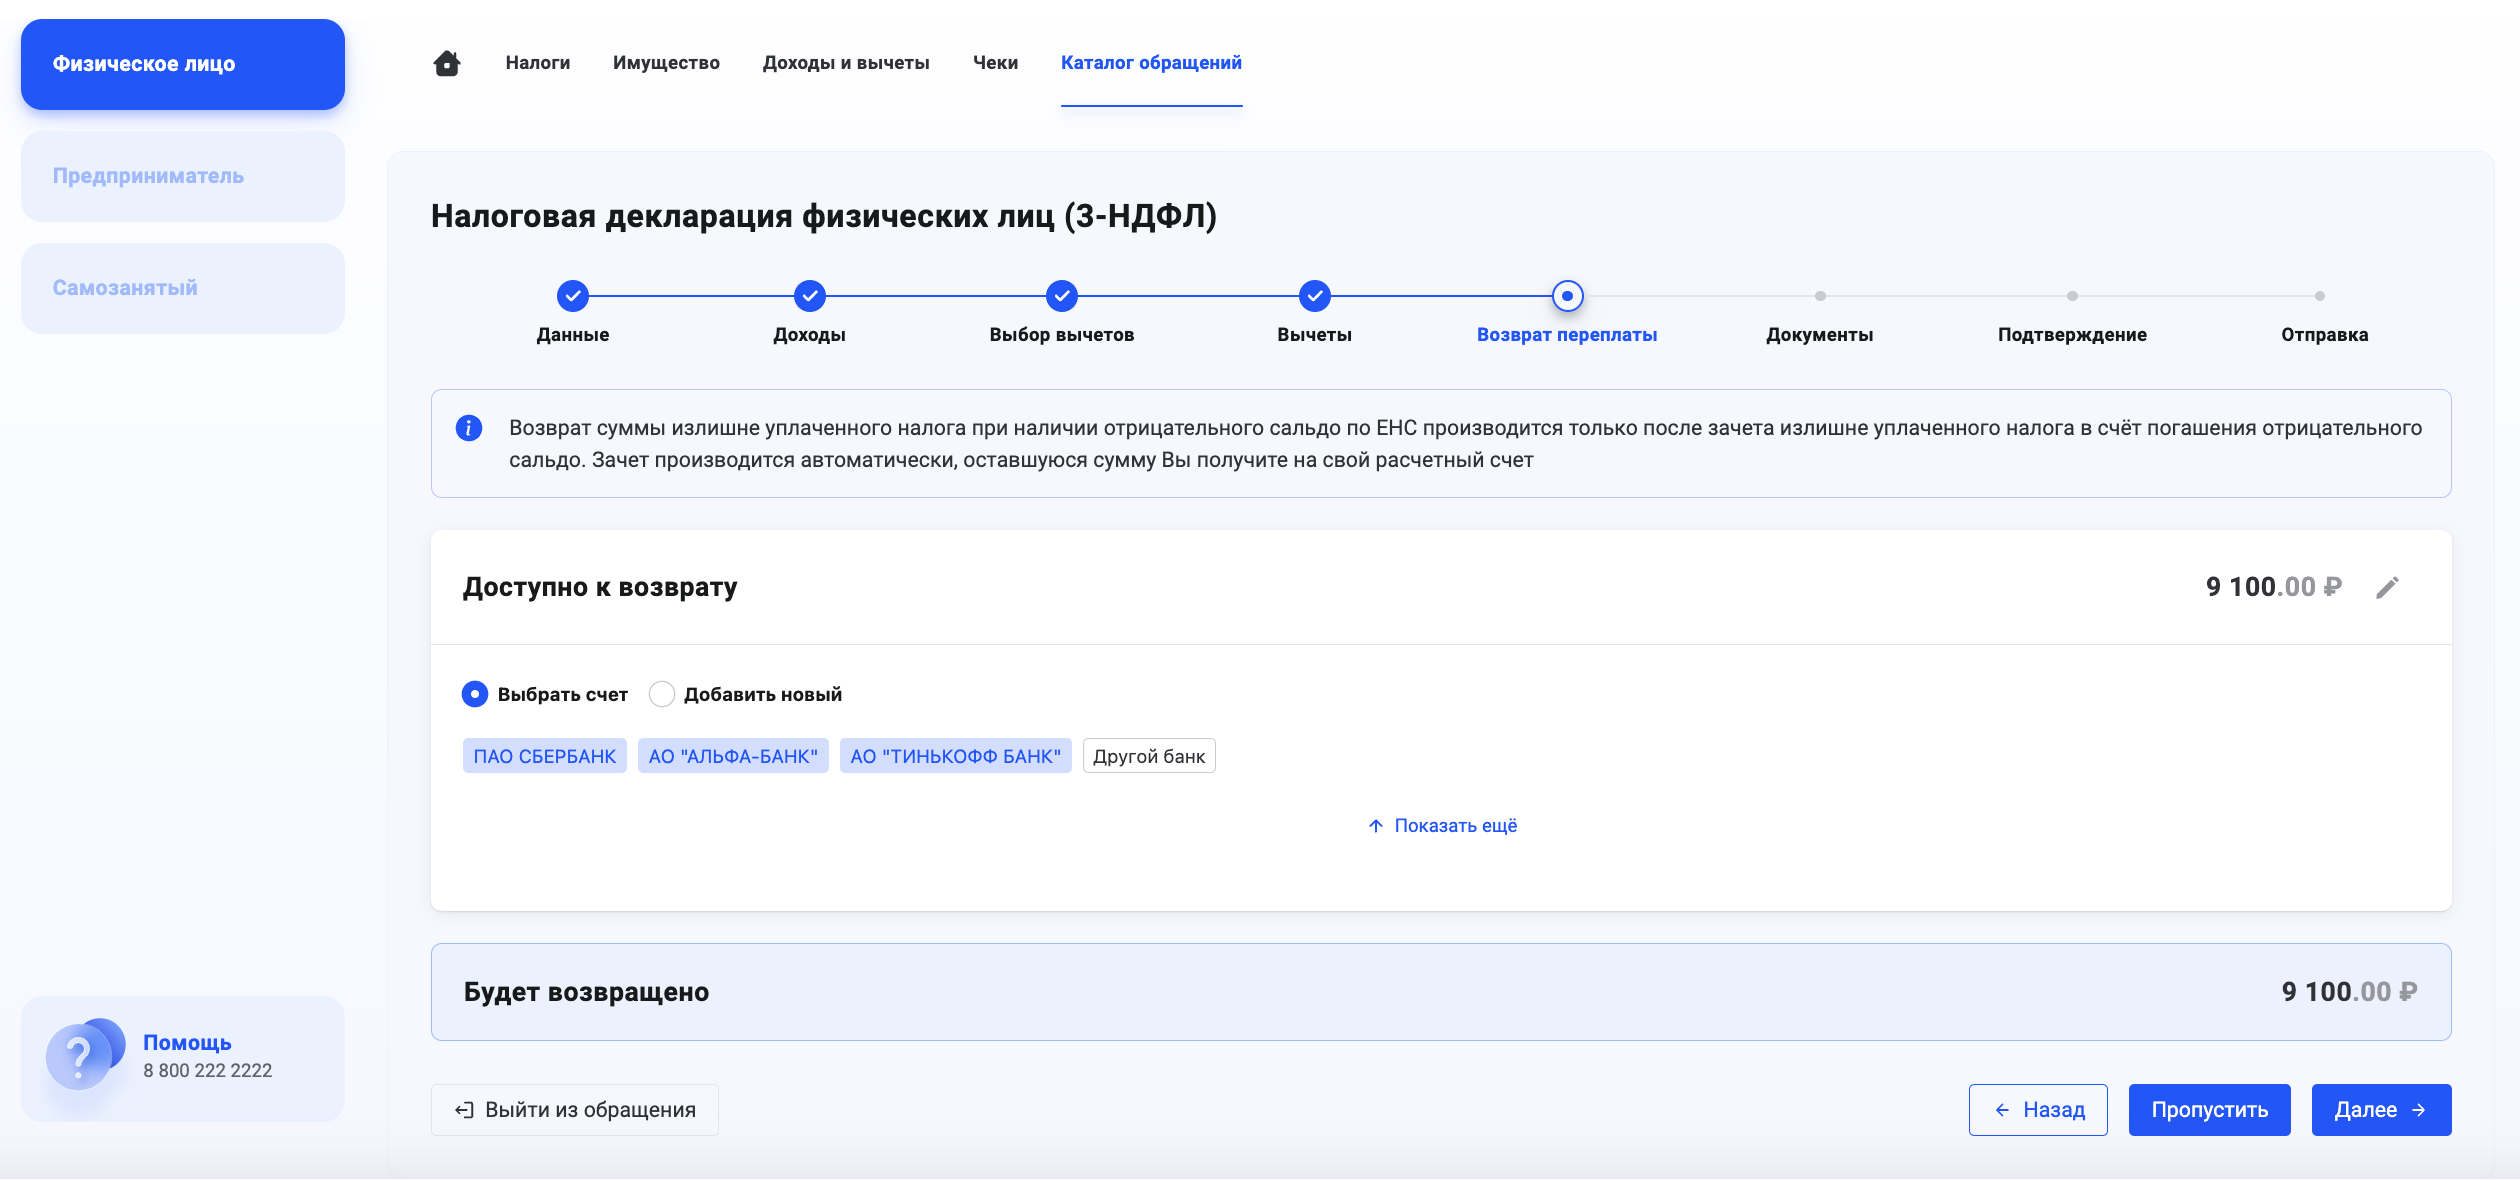 Физическое лицо
Предприниматель
Самозанятый
Налоги
Имущество
Доходы и вычеты
Чеки
Каталог обращений
Налоговая декларация физических лиц (3-НДФЛ)
Данные
Доходы
Выбор вычетов
Вычеты
Возврат переплаты
Документы
Подтверждение
Отправка
Возврат суммы излишне уплаченного налога при наличии отрицательного сальдо по ЕНС производится только после зачета излишне уплаченного налога в счёт погашения отрицательного
сальдо. Зачет производится автоматически, оставшуюся сумму Вы получите на свой расчетный счет
Доступно к возврату
9 100.00 ₽
Выбрать счет
Добавить новый
ПАО СБЕРБАНК
АО "АЛЬФА-БАНК"
АО "ТИНЬКОФФ БАНК"
Другой банк
Показать ещё
Будет возвращено
9 100.00 ₽
Помощь
8 800 222 2222
Выйти из обращения
Назад
Пропустить
Далее